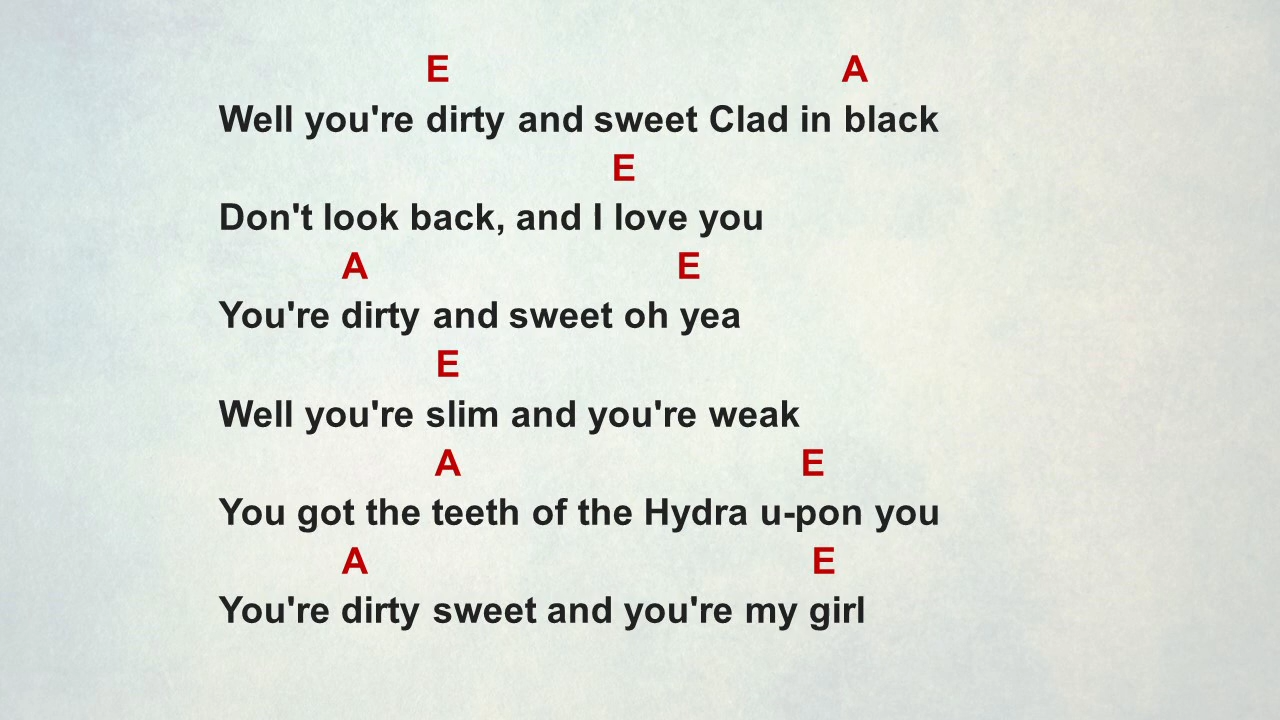 E A
Well you're dirty and sweet Clad in black
E
Don't look back, and I love you
A E
You're dirty and sweet oh yea
E
Well you're slim and you're weak
A E
You got the teeth of the Hydra u-pon you
A E
You're dirty sweet and you're my girl